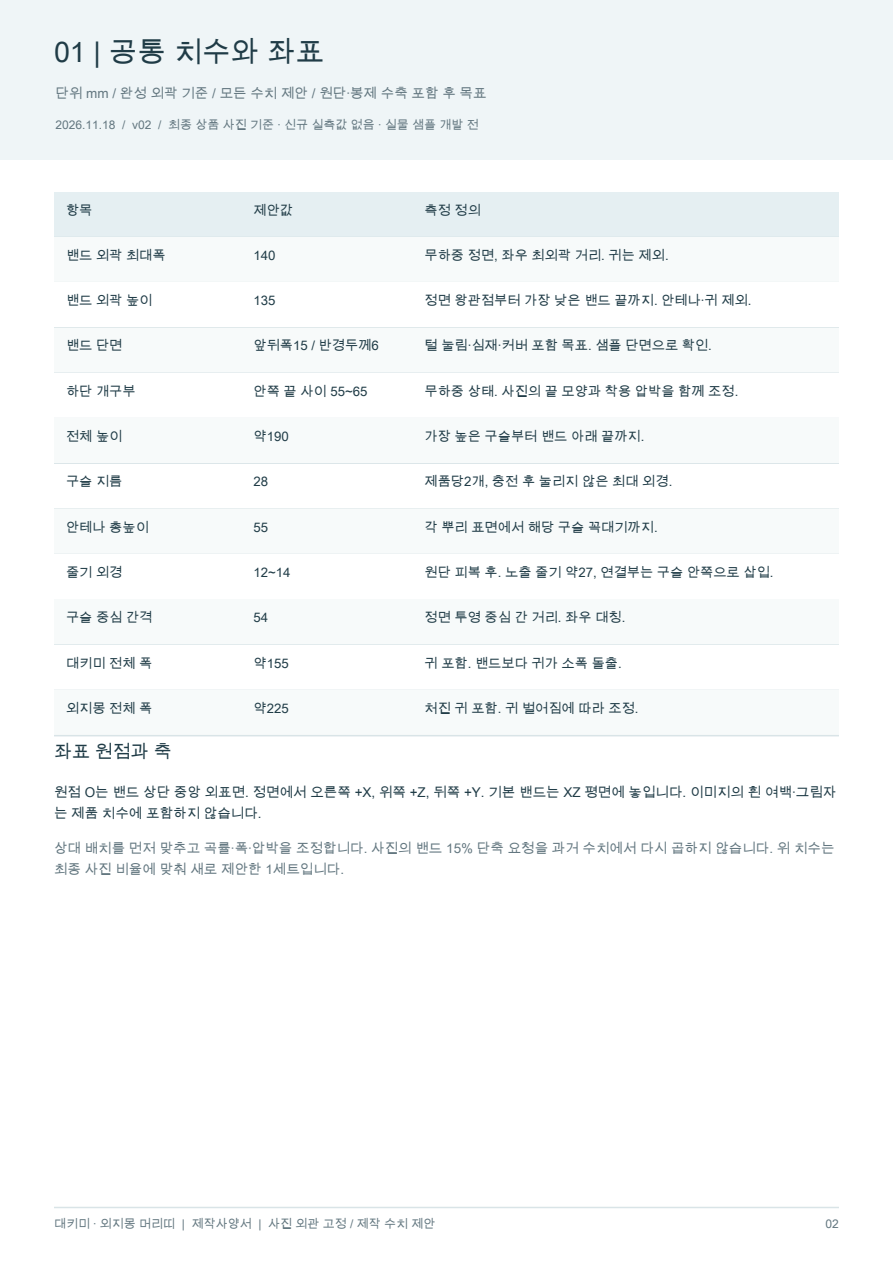 01 | 공통 치수와 좌표
단위 mm / 완성 외곽 기준 / 모든 수치 제안 / 원단·봉제 수축 포함 후 목표
2026.11.18 / v02 / 최종 상품 사진 기준 · 신규 실측값 없음 · 실물 샘플 개발 전
항목 제안값 측정 정의
밴드 외곽 최대폭 140 무하중 정면, 좌우 최외곽 거리. 귀는 제외.
밴드 외곽 높이 135 정면 왕관점부터 가장 낮은 밴드 끝까지. 안테나·귀 제외.
밴드 단면 앞뒤폭15 / 반경두께6 털 눌림·심재·커버 포함 목표. 샘플 단면으로 확인.
하단 개구부 안쪽 끝 사이 55~65 무하중 상태. 사진의 끝 모양과 착용 압박을 함께 조정.
전체 높이 약190 가장 높은 구슬부터 밴드 아래 끝까지.
구슬 지름 28 제품당2개, 충전 후 눌리지 않은 최대 외경.
안테나 총높이 55 각 뿌리 표면에서 해당 구슬 꼭대기까지.
줄기 외경 12~14 원단 피복 후. 노출 줄기 약27, 연결부는 구슬 안쪽으로 삽입.
구슬 중심 간격 54 정면 투영 중심 간 거리. 좌우 대칭.
대키미 전체 폭 약155 귀 포함. 밴드보다 귀가 소폭 돌출.
외지몽 전체 폭 약225 처진 귀 포함. 귀 벌어짐에 따라 조정.
좌표 원점과 축
원점 O는 밴드 상단 중앙 외표면. 정면에서 오른쪽 +X, 위쪽 +Z, 뒤쪽 +Y. 기본 밴드는 XZ 평면에 놓입니다. 이미지의 흰 여백·그림자
는 제품 치수에 포함하지 않습니다.
상대 배치를 먼저 맞추고 곡률·폭·압박을 조정합니다. 사진의 밴드 15% 단축 요청을 과거 수치에서 다시 곱하지 않습니다. 위 치수는
최종 사진 비율에 맞춰 새로 제안한 1세트입니다.
대키미 · 외지몽 머리띠 | 제작사양서 | 사진 외관 고정 / 제작 수치 제안 02